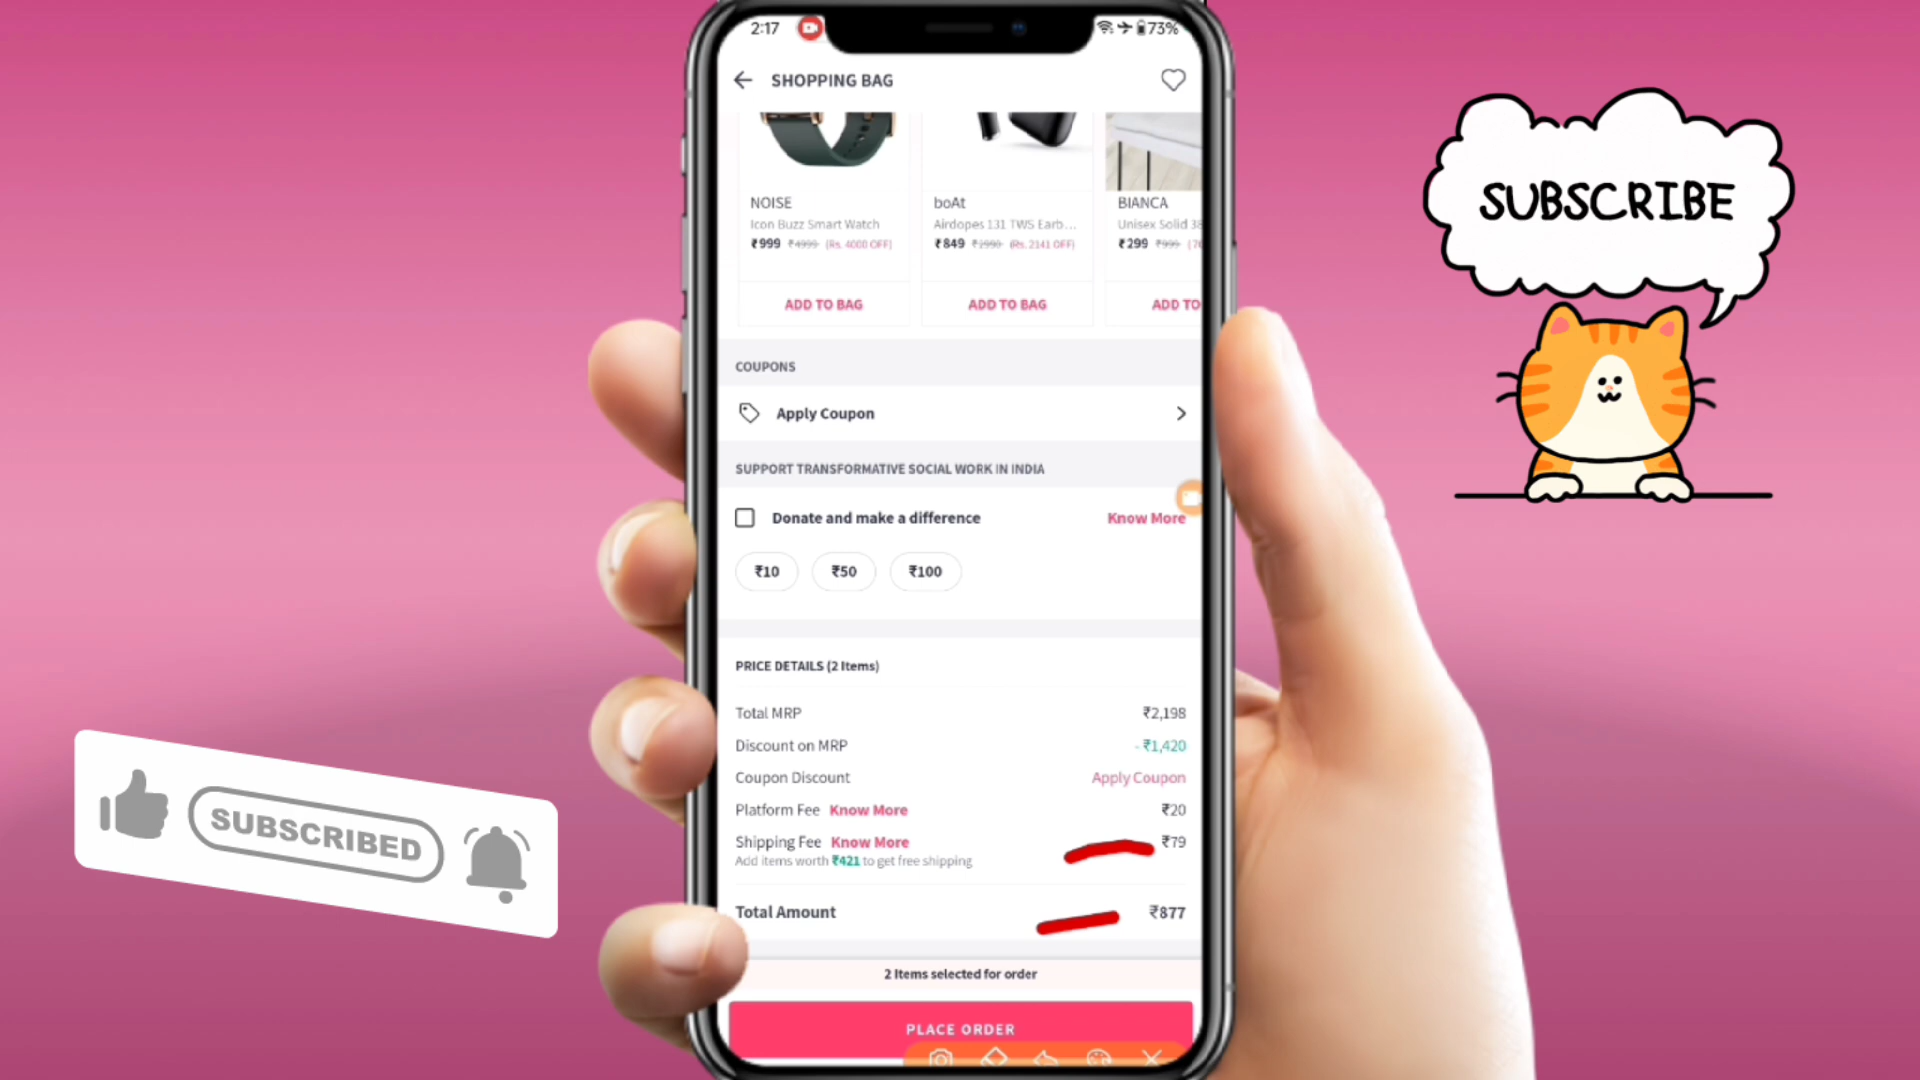 2:17
73%
SHOPPING BAG
NOISE
Icon Buzz Smart Watch
₹999 ₹4999 (Rs. 4000 OFF)
ADD TO BAG
boAt
Airdopes 131 TWS Earb...
₹849 ₹2990 (Rs. 2141 OFF)
ADD TO BAG
BIANCA
Unisex Solid 38
₹299 ₹999 (70
ADD TO
COUPONS
Apply Coupon
SUPPORT TRANSFORMATIVE SOCIAL WORK IN INDIA
Donate and make a difference Know More
₹10 ₹50 ₹100
PRICE DETAILS (2 Items)
Total MRP ₹2,198
Discount on MRP - ₹1,420
Coupon Discount Apply Coupon
Platform Fee Know More ₹20
Shipping Fee Know More ₹79
Add items worth ₹421 to get free shipping
Total Amount ₹877
2 Items selected for order
PLACE ORDER
SUBSCRIBE
SUBSCRIBED